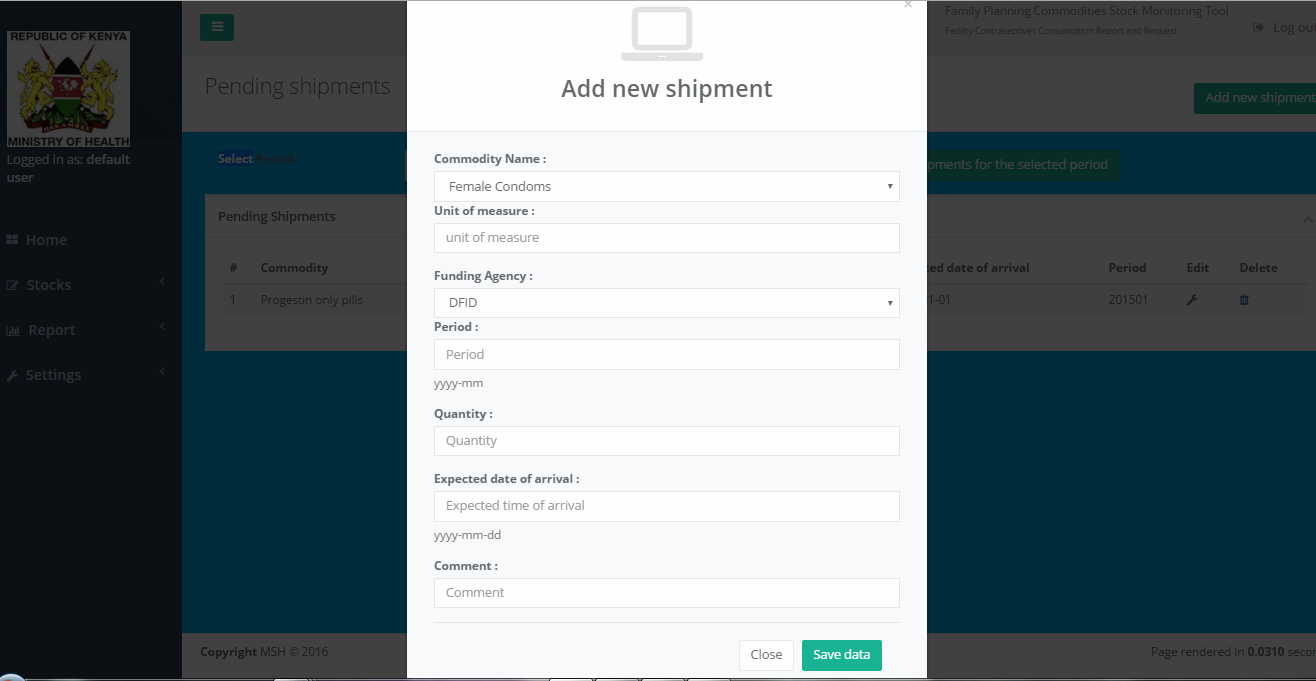 REPUBLIC OF KENYA
HARAMBEE
MINISTRY OF HEALTH
Logged in as: default
user
Home
Stocks
Report
Settings
Family Planning Commodities Stock Monitoring Tool
Facility Contraceptives Consumption Report and Request
Log out
Pending shipments
Add new shipment
Select Period
pments for the selected period
Pending Shipments
# Commodity
ted date of arrival Period Edit Delete
1 Progestin only pills
1-01 201501
×
Add new shipment
Commodity Name :
Female Condoms
Unit of measure :
unit of measure
Funding Agency :
DFID
Period :
Period
yyyy-mm
Quantity :
Quantity
Expected date of arrival :
Expected time of arrival
yyyy-mm-dd
Comment :
Comment
Close Save data
Copyright MSH © 2016
Page rendered in 0.0310 secon